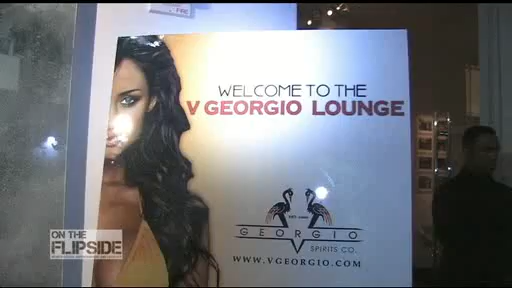 WELCOME TO THE
V GEORGIO LOUNGE
GEORGIO
SPIRITS CO.
WWW.VGEORGIO.COM
ON THE
FLIPSIDE